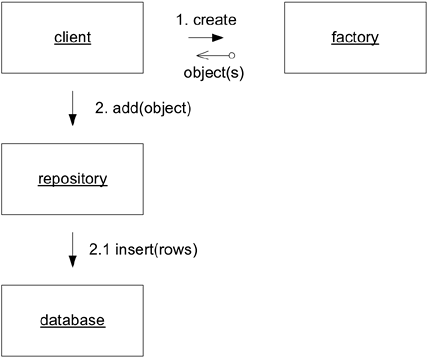 1. create
client
factory
object(s)
2. add(object)
repository
2.1 insert(rows)
database